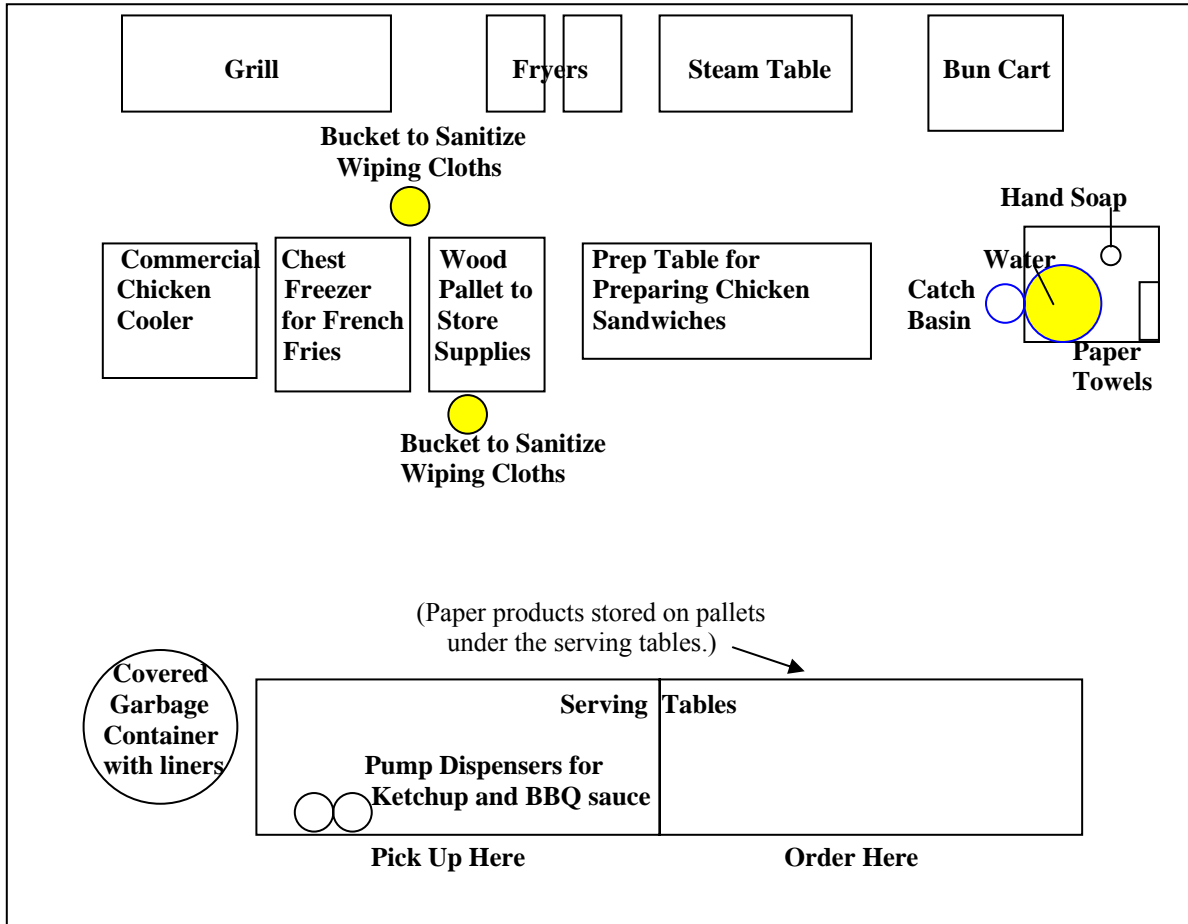 Grill
Fryers
Steam Table
Bun Cart
Bucket to Sanitize
Wiping Cloths
Hand Soap
Commercial
Chicken
Cooler
Chest
Freezer
for French
Fries
Wood
Pallet to
Store
Supplies
Prep Table for
Preparing Chicken
Sandwiches
Water
Catch
Basin
Paper
Towels
Bucket to Sanitize
Wiping Cloths
(Paper products stored on pallets
under the serving tables.)
Covered
Garbage
Container
with liners
Serving Tables
Pump Dispensers for
Ketchup and BBQ sauce
Pick Up Here
Order Here